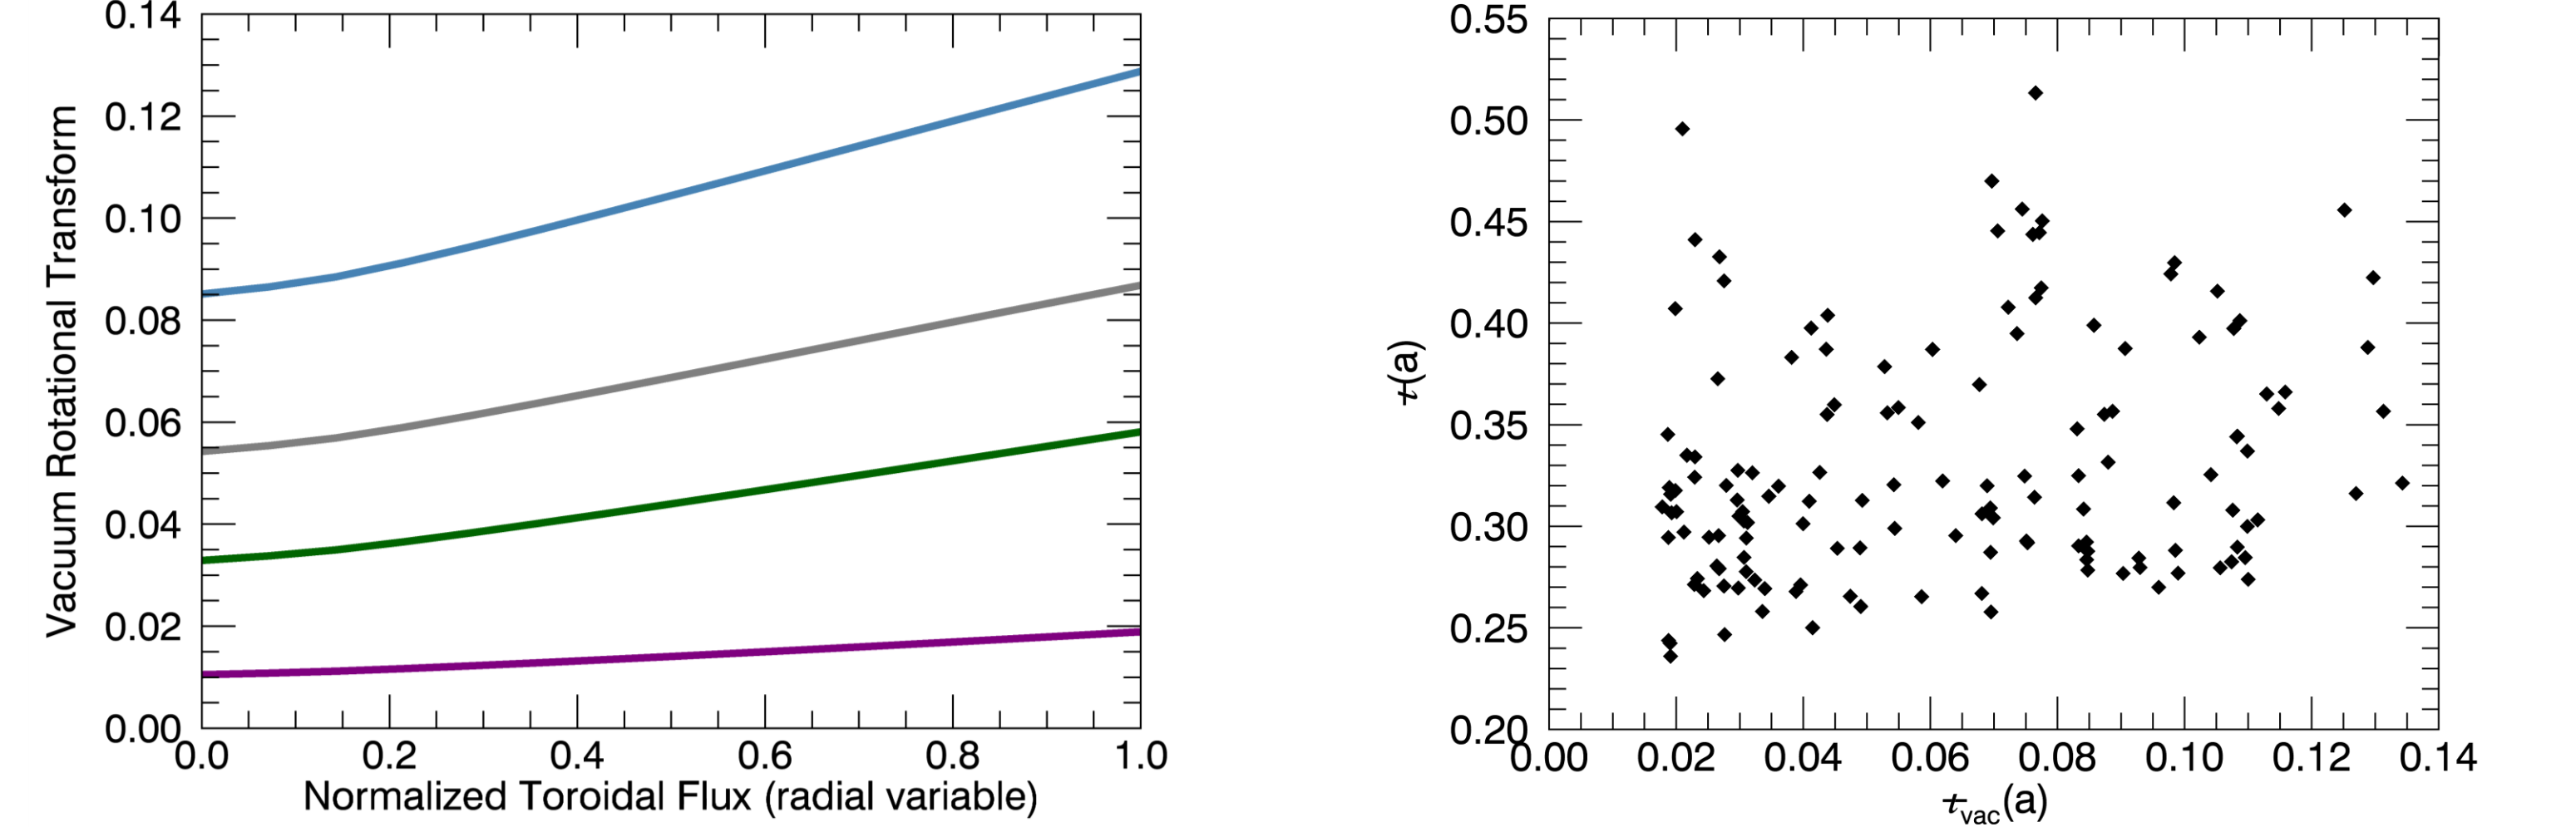 0.14
0.12
0.10
0.08
0.06
0.04
0.02
0.00
Vacuum Rotational Transform
0.0 0.2 0.4 0.6 0.8 1.0
Normalized Toroidal Flux (radial variable)
0.55
0.50
0.45
0.40
0.35
0.30
0.25
0.20
ƭ(a)
0.00 0.02 0.04 0.06 0.08 0.10 0.12 0.14
ƭvac(a)